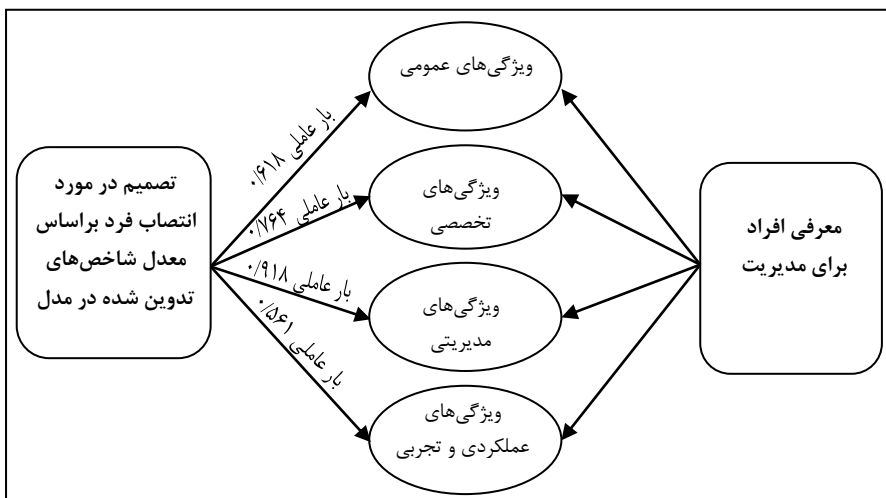 معرفی افراد
برای مدیریت
ویژگی‌های عمومی
ویژگی‌های
تخصصی
ویژگی‌های
مدیریتی
ویژگی‌های
عملکردی و تجربی
بار عاملی ۰/۶۱۸
بار عاملی ۰/۷۶۴
بار عاملی ۰/۹۱۸
بار عاملی ۰/۵۶۱
تصمیم در مورد
انتصاب فرد براساس
معدل شاخص‌های
تدوین شده در مدل